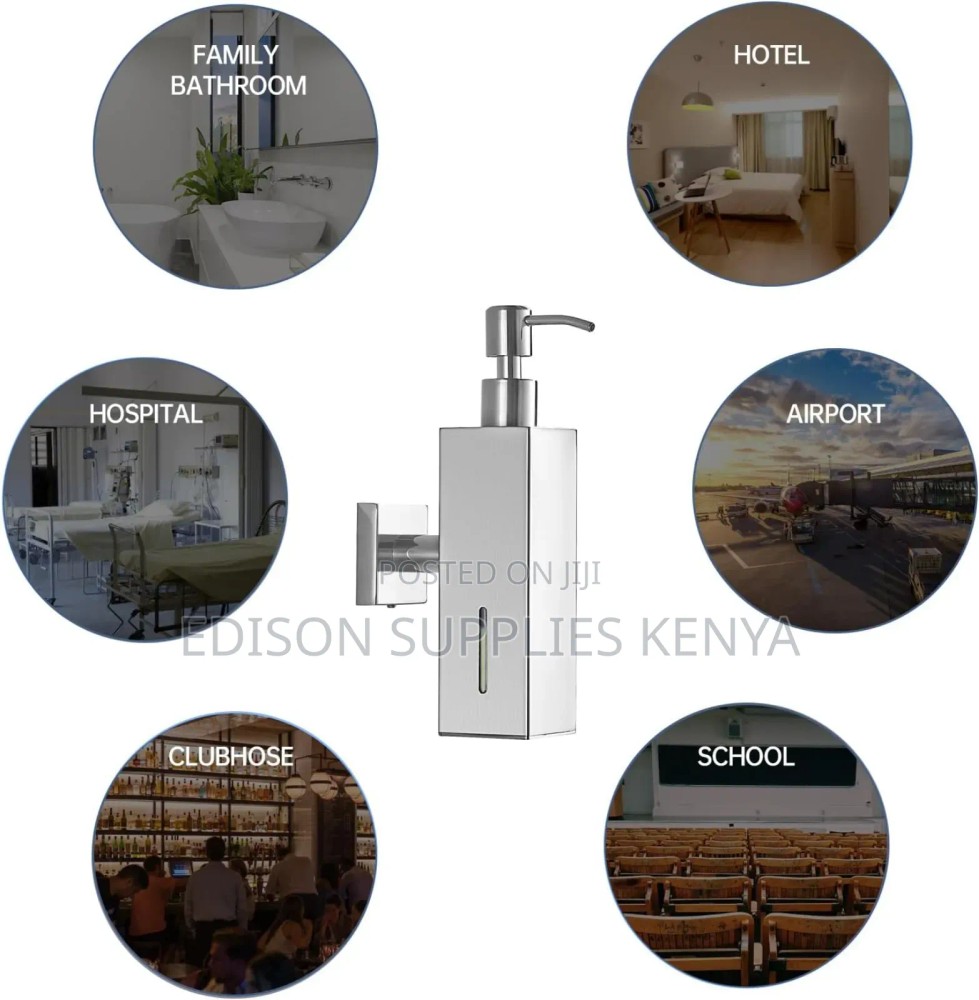 FAMILY
BATHROOM
HOTEL
HOSPITAL
AIRPORT
POSTED ON JIJI
EDISON SUPPLIES KENYA
CLUBHOSE
SCHOOL